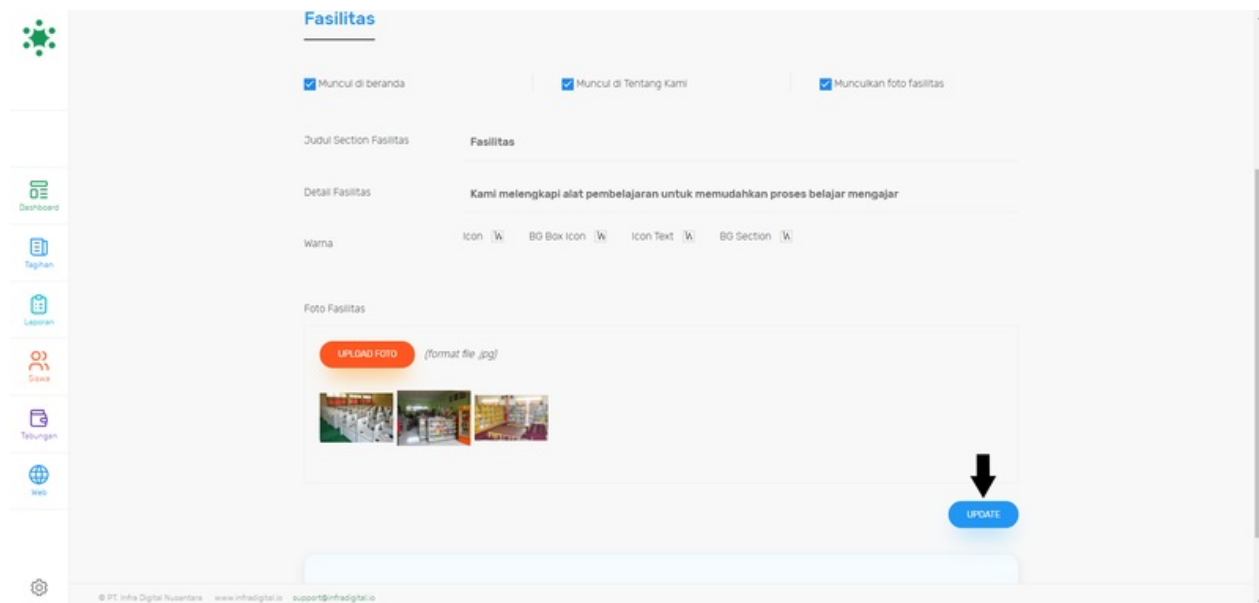 Fasilitas
Muncul di beranda
Muncul di Tentang Kami
Munculkan foto fasilitas
Judul Section Fasilitas
Fasilitas
Detail Fasilitas
Kami melengkapi alat pembelajaran untuk memudahkan proses belajar mengajar
Warna
Icon
BG Box Icon
Icon Text
BG Section
Foto Fasilitas
UPLOAD FOTO
(format file .jpg)
UPDATE
Dashboard
Tagihan
Laporan
Siswa
Tabungan
Web
© PT. Infra Digital Nusantara www.infradigital.io support@infradigital.io